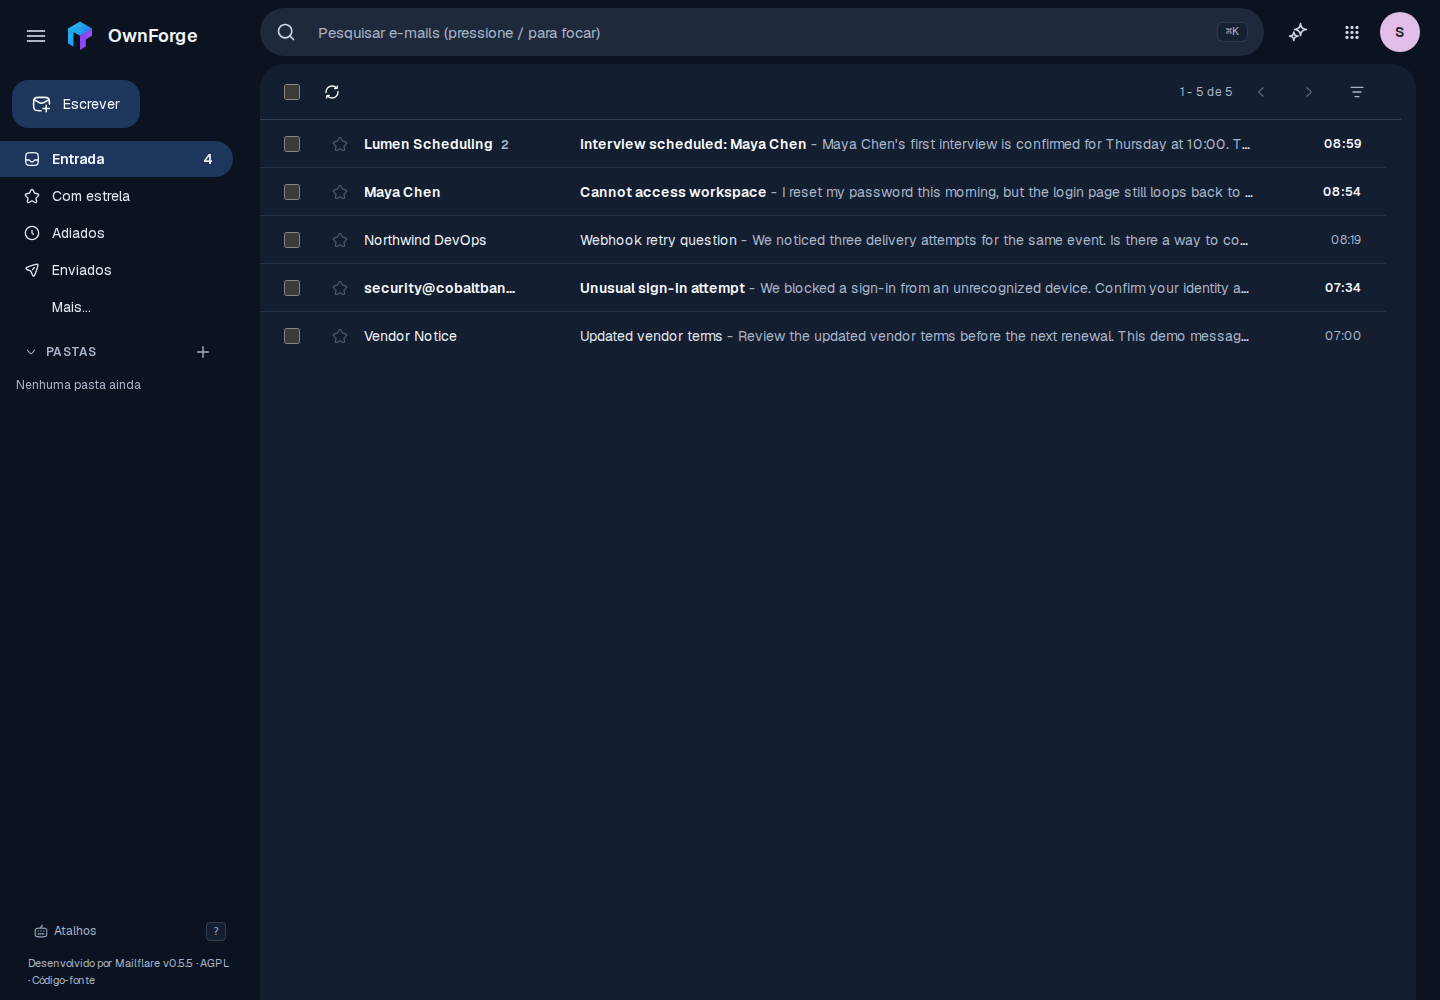 OwnForge
Pesquisar e-mails (pressione / para focar)
⌘K
S
Escrever
1 - 5 de 5
Entrada 4
Com estrela
Adiados
Enviados
Mais...
PASTAS
Nenhuma pasta ainda
Lumen Scheduling 2 Interview scheduled: Maya Chen - Maya Chen's first interview is confirmed for Thursday at 10:00. T... 08:59
Maya Chen Cannot access workspace - I reset my password this morning, but the login page still loops back to ... 08:54
Northwind DevOps Webhook retry question - We noticed three delivery attempts for the same event. Is there a way to co... 08:19
security@cobaltban... Unusual sign-in attempt - We blocked a sign-in from an unrecognized device. Confirm your identity a... 07:34
Vendor Notice Updated vendor terms - Review the updated vendor terms before the next renewal. This demo messag... 07:00
Atalhos ?
Desenvolvido por Mailflare v0.5.5 · AGPL
· Código-fonte